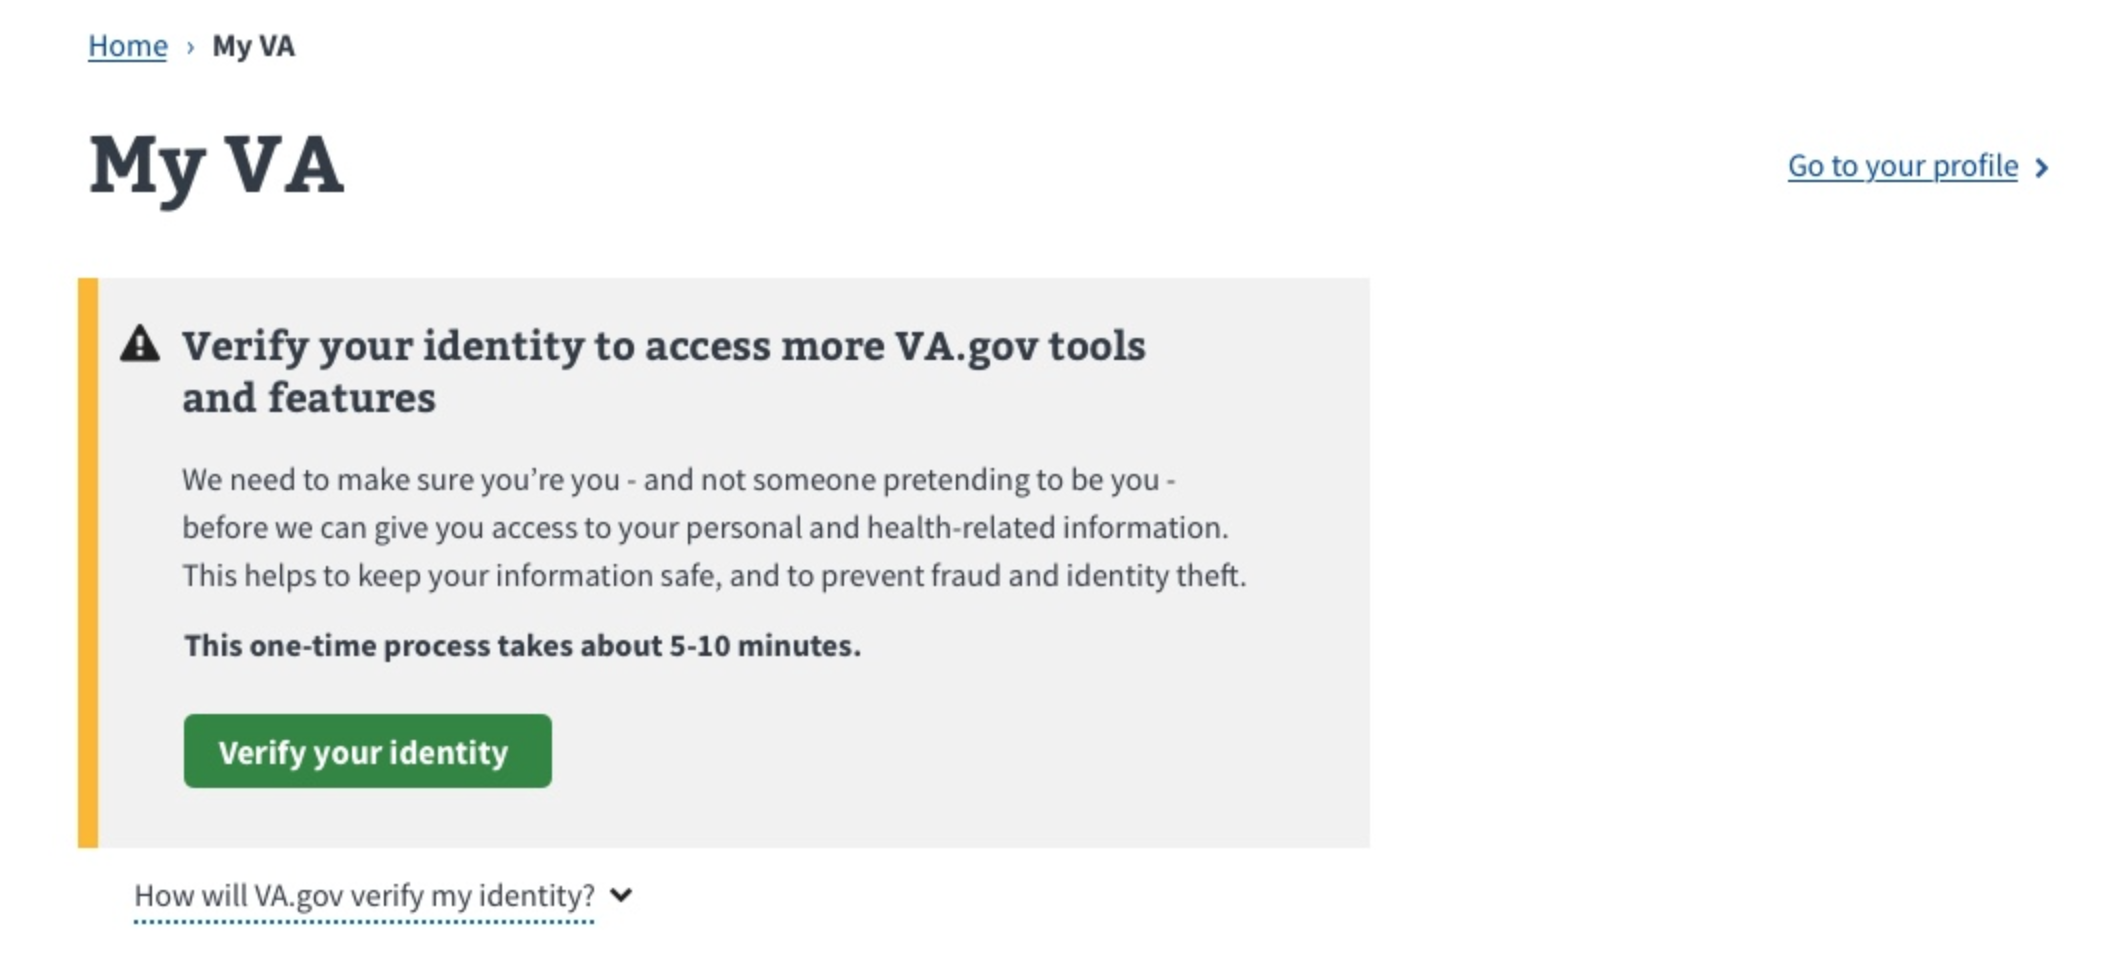 Home › My VA
My VA
Go to your profile
Verify your identity to access more VA.gov tools
and features
We need to make sure you’re you - and not someone pretending to be you -
before we can give you access to your personal and health-related information.
This helps to keep your information safe, and to prevent fraud and identity theft.
This one-time process takes about 5-10 minutes.
Verify your identity
How will VA.gov verify my identity?